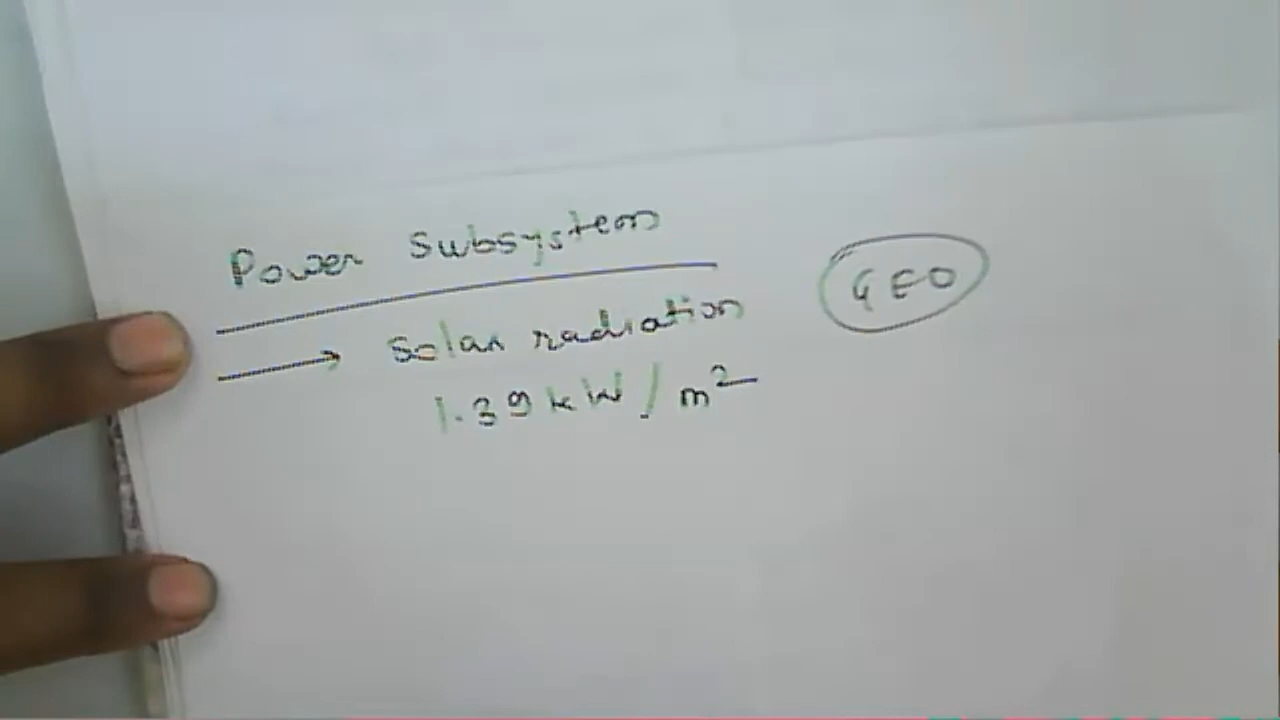 Power Subsystem
GEO
→ Solar radiation
1.39 kW / m²